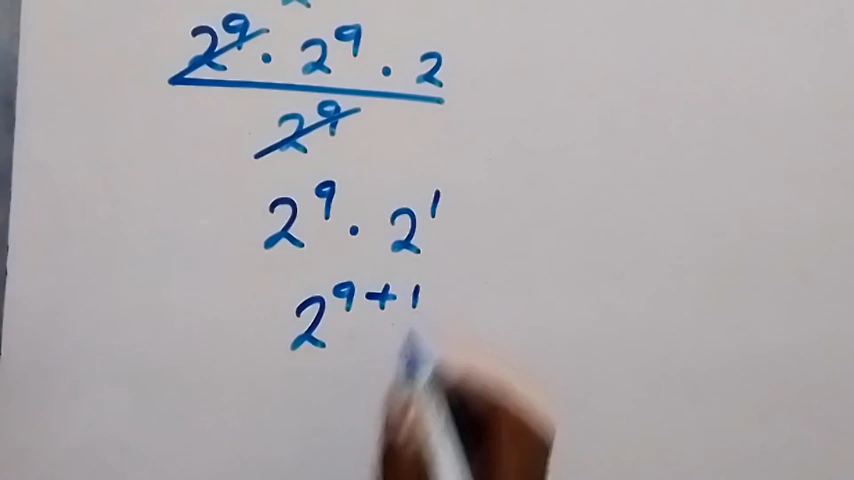 2⁹ · 2⁹ · 2
2⁹
2⁹ · 2¹
2⁹⁺¹